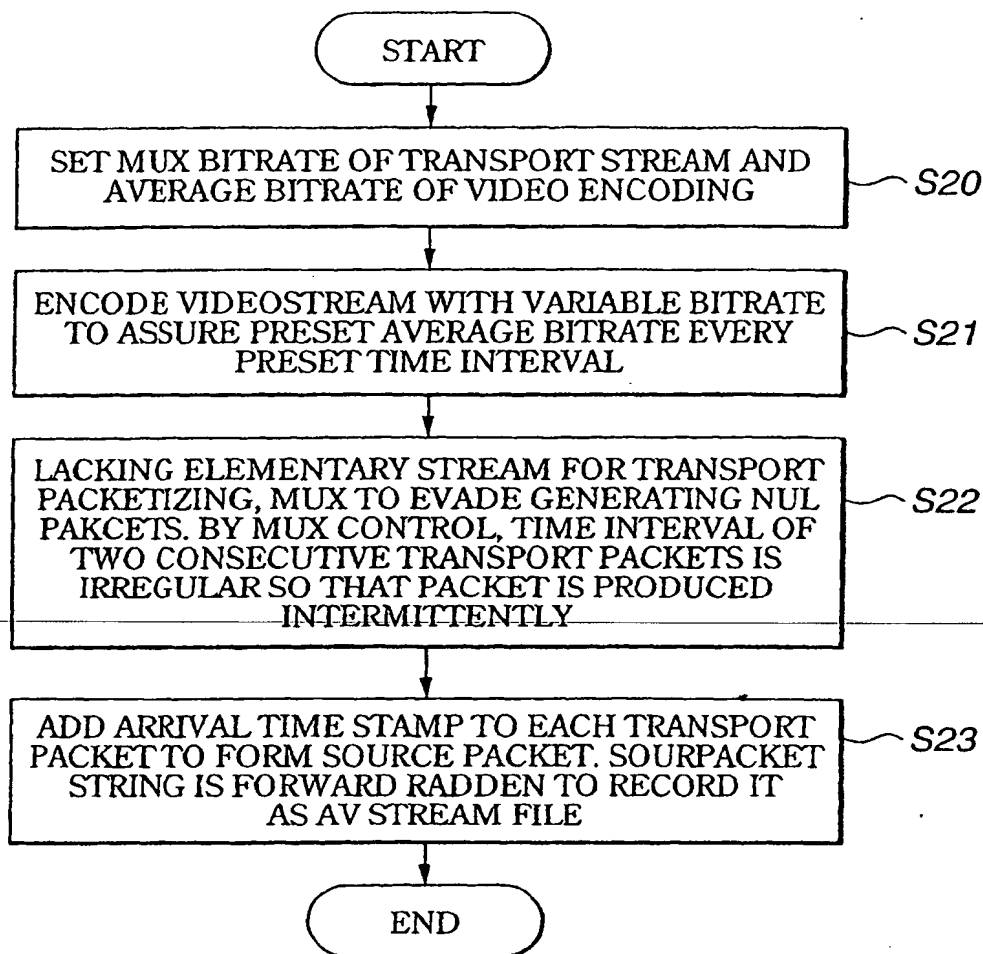 START
SET MUX BITRATE OF TRANSPORT STREAM AND
AVERAGE BITRATE OF VIDEO ENCODING
S20
ENCODE VIDEOSTREAM WITH VARIABLE BITRATE
TO ASSURE PRESET AVERAGE BITRATE EVERY
PRESET TIME INTERVAL
S21
LACKING ELEMENTARY STREAM FOR TRANSPORT
PACKETIZING, MUX TO EVADE GENERATING NUL
PAKCETS. BY MUX CONTROL, TIME INTERVAL OF
TWO CONSECUTIVE TRANSPORT PACKETS IS
IRREGULAR SO THAT PACKET IS PRODUCED
INTERMITTENTLY
S22
ADD ARRIVAL TIME STAMP TO EACH TRANSPORT
PACKET TO FORM SOURCE PACKET. SOURPACKET
STRING IS FORWARD RADDEN TO RECORD IT
AS AV STREAM FILE
S23
END